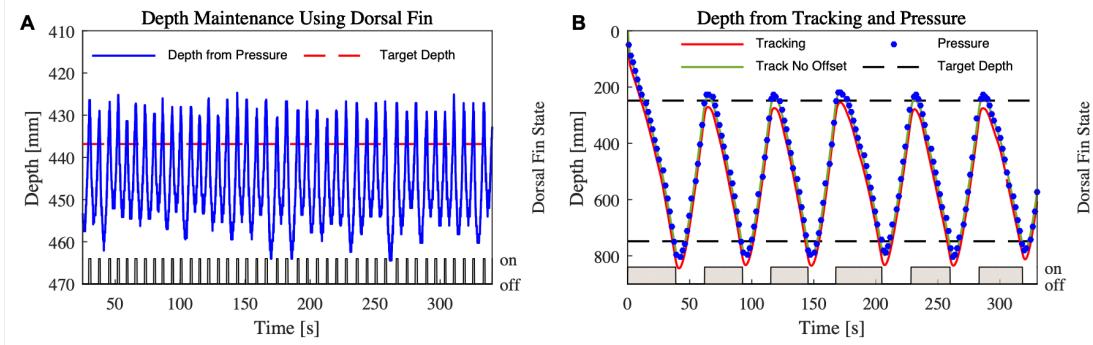 A
Depth Maintenance Using Dorsal Fin
410
420
430
440
450
460
470
Depth [mm]
Depth from Pressure
Target Depth
on
off
Dorsal Fin State
50
100
150
200
250
300
Time [s]
B
Depth from Tracking and Pressure
0
200
400
600
800
Depth [mm]
Tracking
Pressure
Track No Offset
Target Depth
on
off
Dorsal Fin State
0
50
100
150
200
250
300
Time [s]